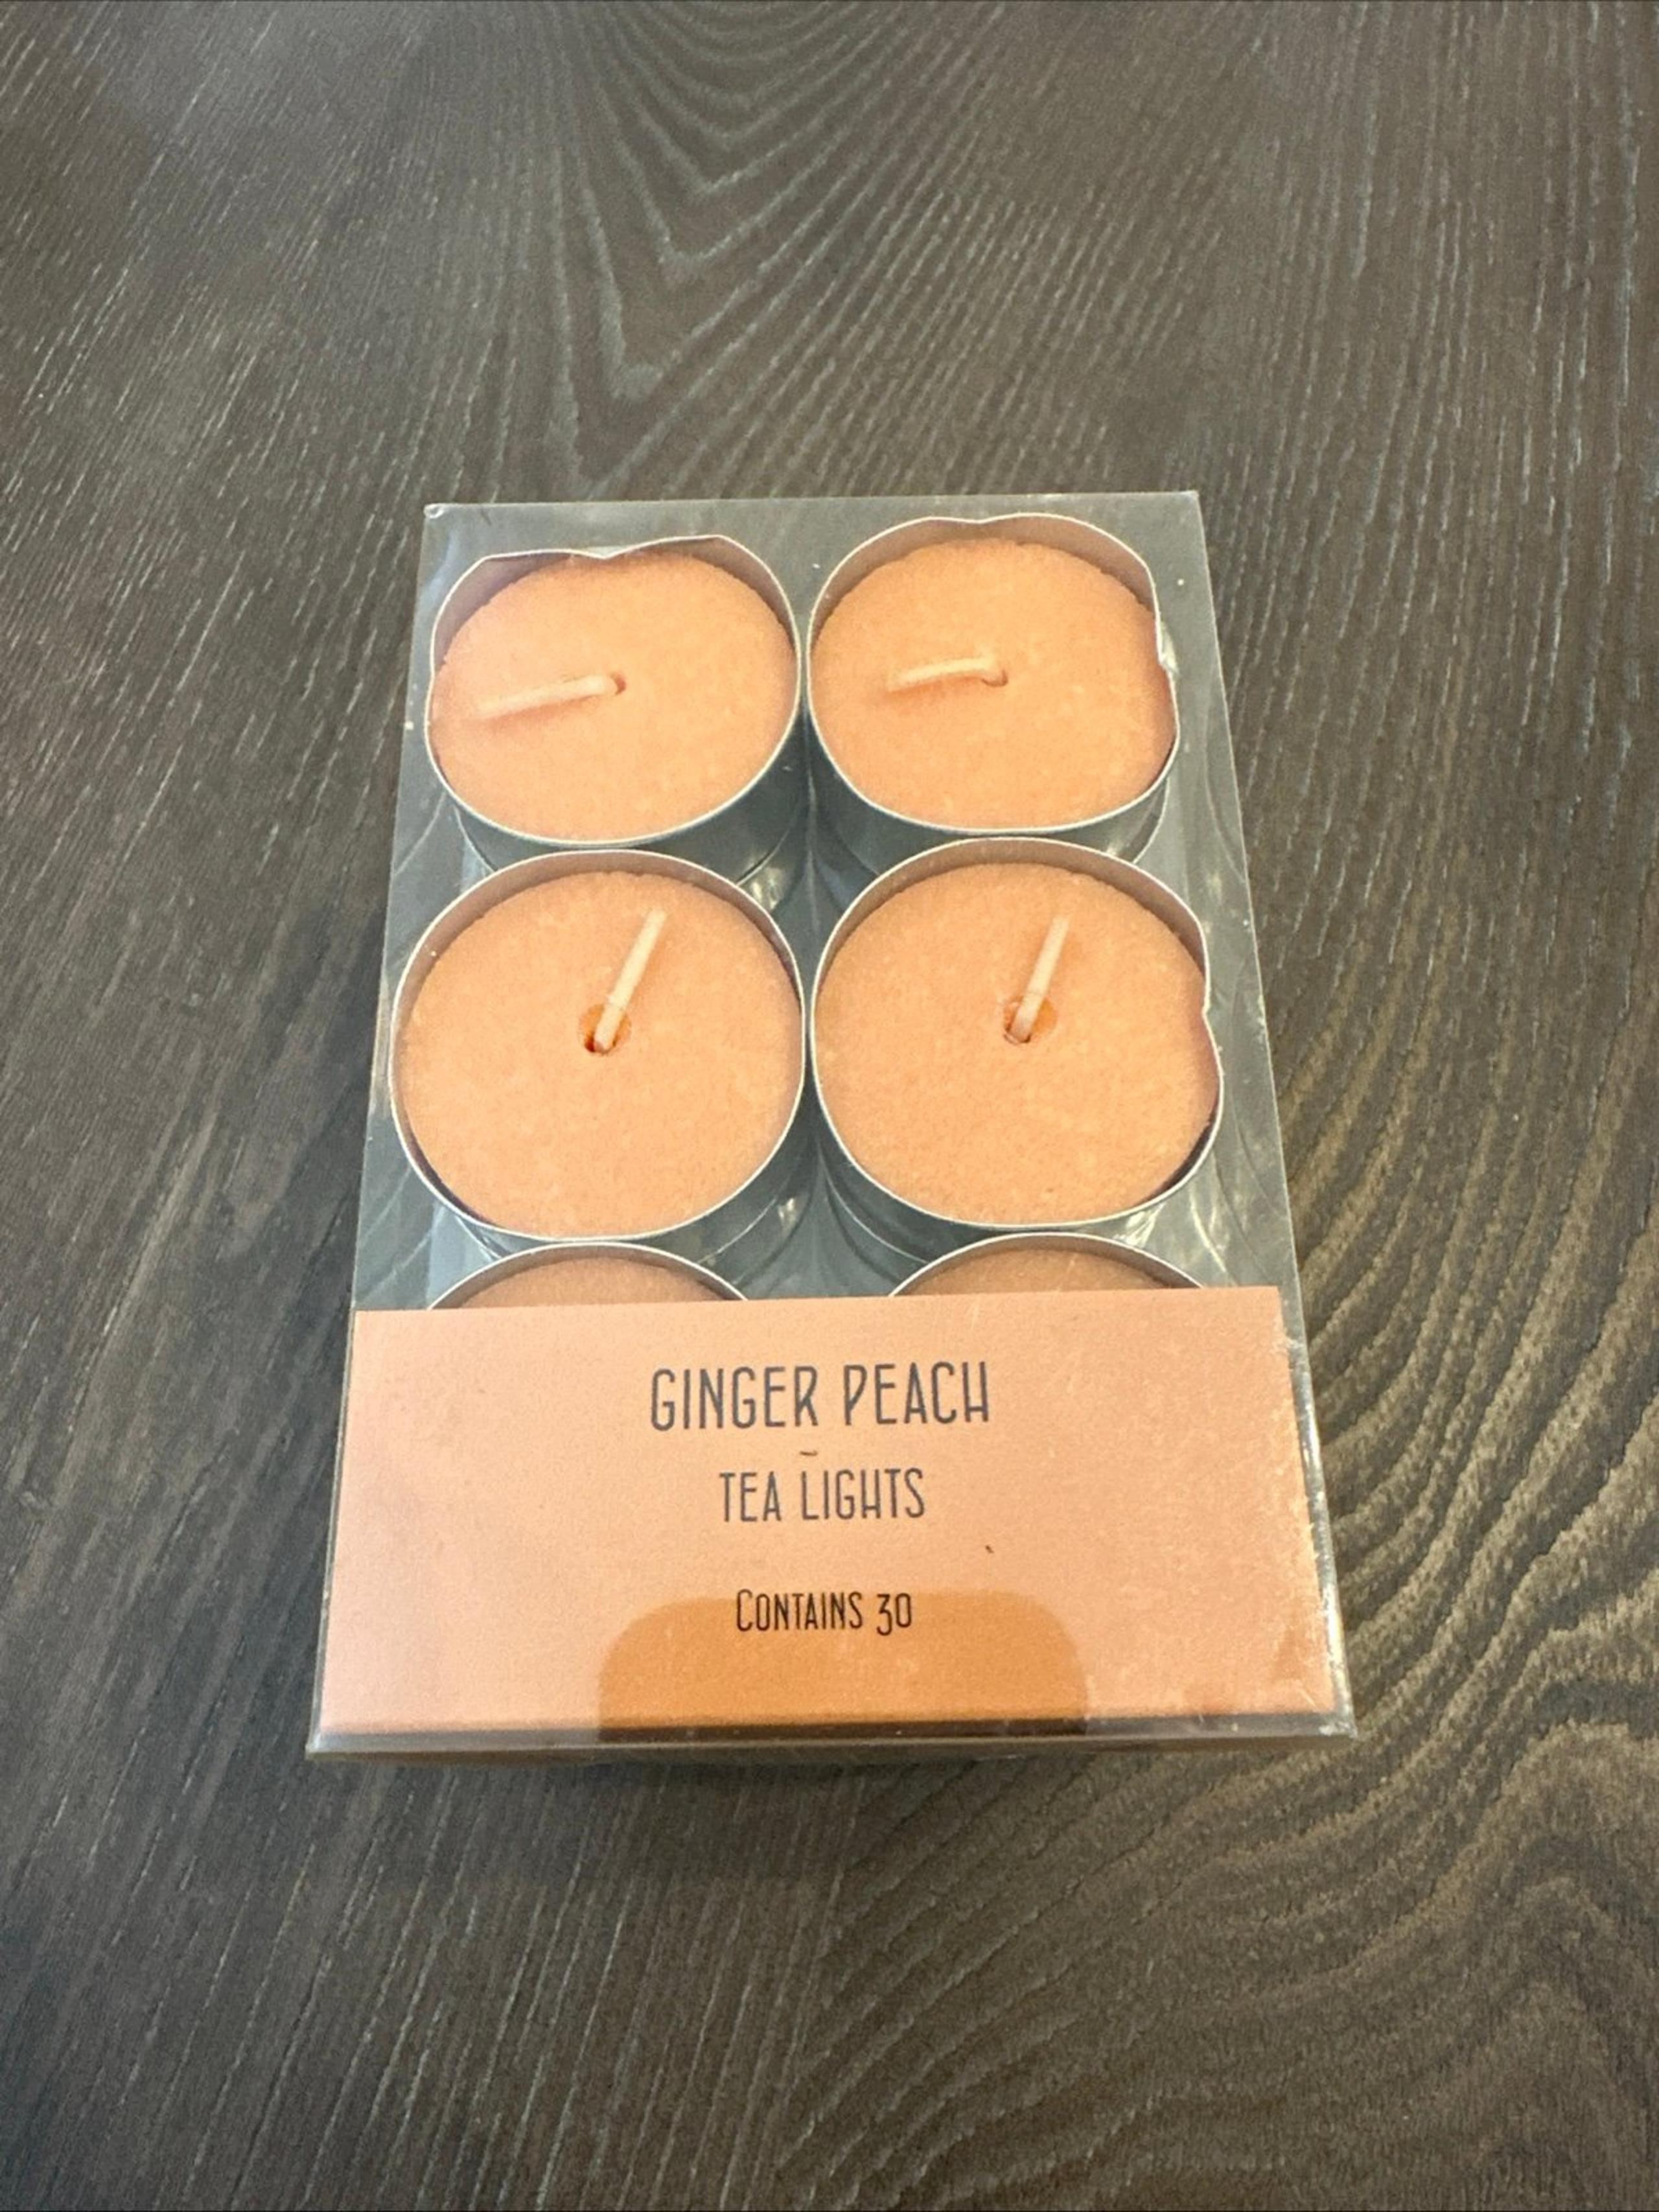 GINGER PEACH
~
TEA LIGHTS
CONTAINS 30